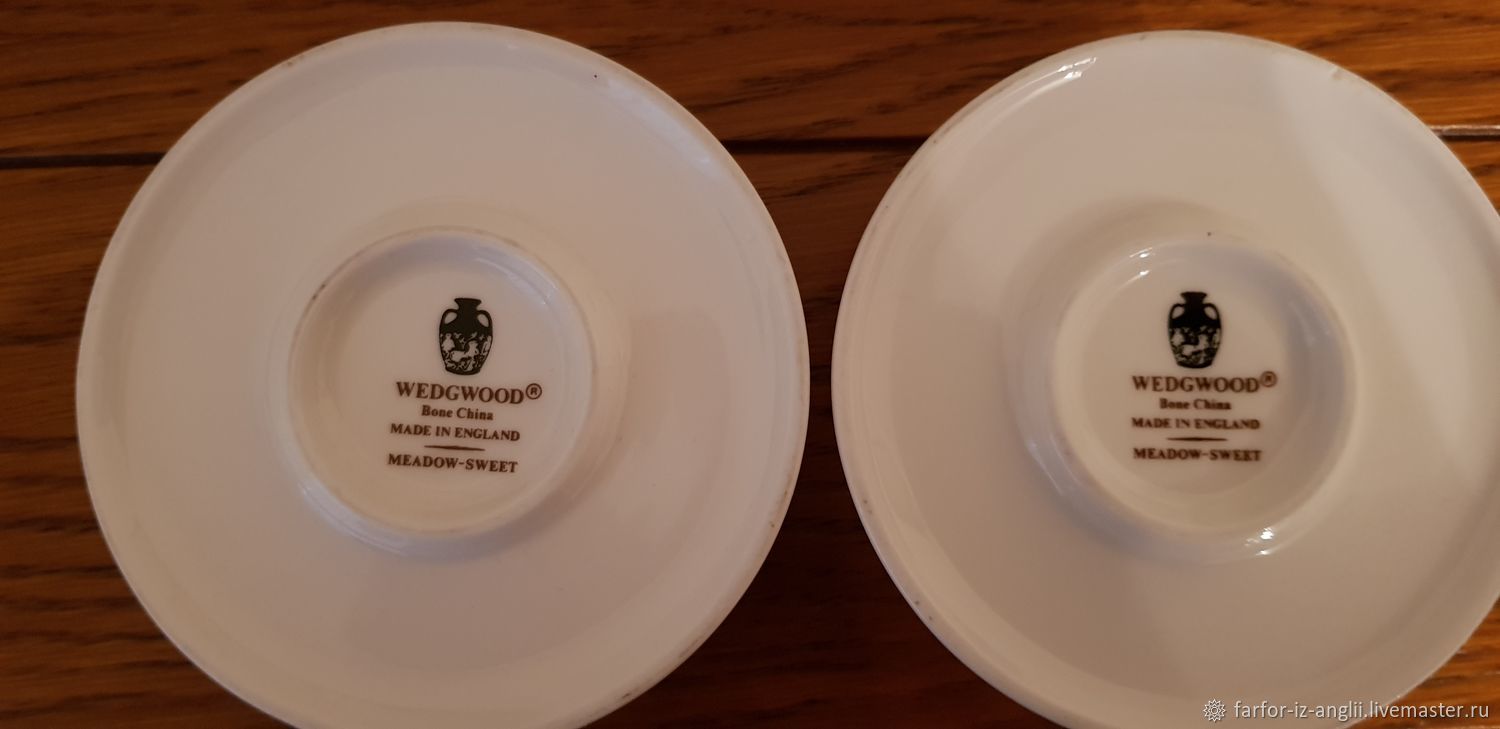 WEDGWOOD®
Bone China
MADE IN ENGLAND
MEADOW-SWEET
WEDGWOOD®
Bone China
MADE IN ENGLAND
MEADOW-SWEET
farfor-iz-anglii.livemaster.ru